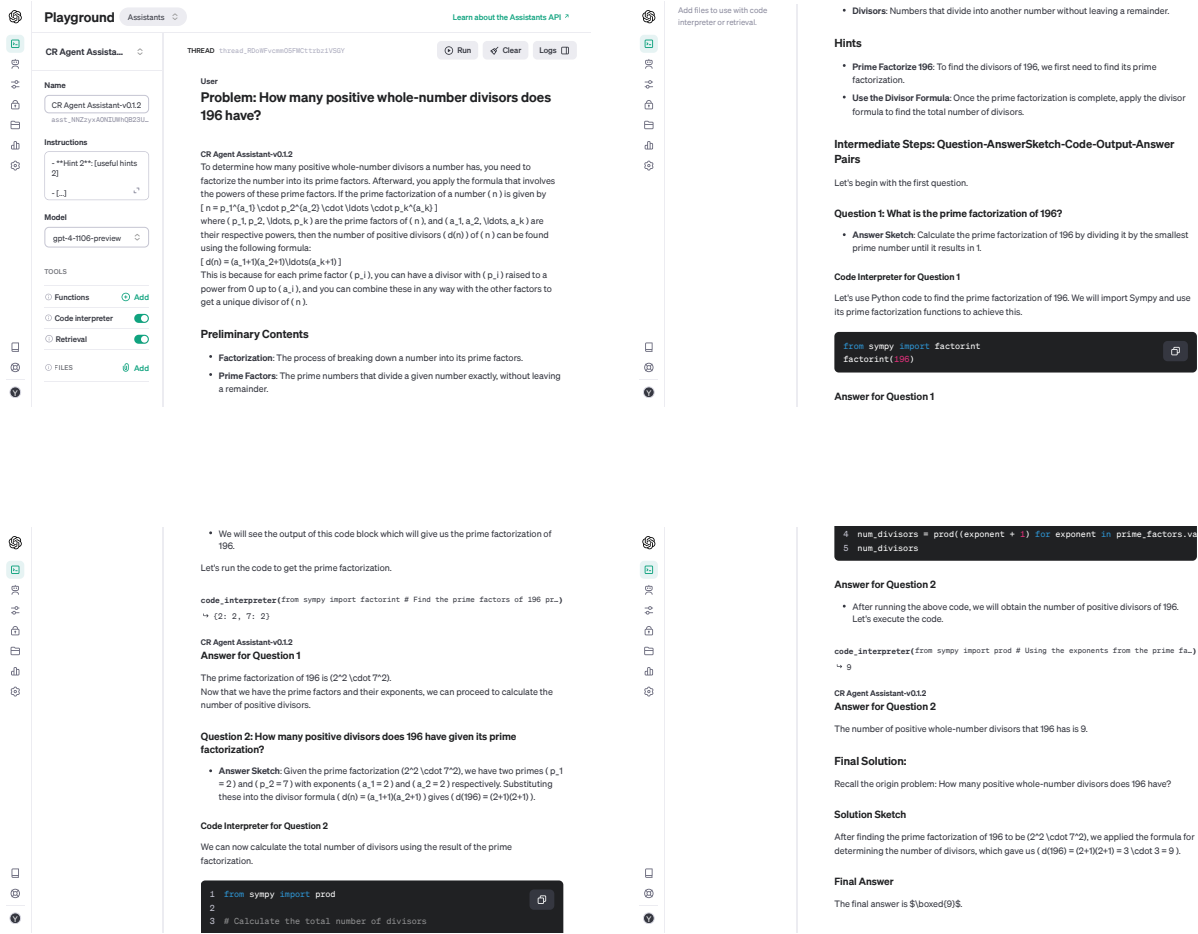 Playground
Assistants
Learn about the Assistants API ↗
CR Agent Assista...
Name
CR Agent Assistant-v0.1.2
Instructions
- **Hint 2**: [useful hints
2]
- [...]
Model
gpt-4-1106-preview
TOOLS
Functions
Add
Code interpreter
Retrieval
FILES
Add
THREAD
Run
Clear
Logs
User
Problem: How many positive whole-number divisors does
196 have?
CR Agent Assistant-v0.1.2
To determine how many positive whole-number divisors a number has, you need to
factorize the number into its prime factors. Afterward, you apply the formula that involves
the powers of these prime factors. If the prime factorization of a number ( n ) is given by
[ n = p_1^{a_1} \cdot p_2^{a_2} \cdot \ldots \cdot p_k^{a_k} ]
where ( p_1, p_2, \ldots, p_k ) are the prime factors of ( n ), and ( a_1, a_2, \ldots, a_k ) are
their respective powers, then the number of positive divisors ( d(n) ) of ( n ) can be found
using the following formula:
[ d(n) = (a_1+1)(a_2+1)\ldots(a_k+1) ]
This is because for each prime factor ( p_i ), you can have a divisor with ( p_i ) raised to a
power from 0 up to ( a_i ), and you can combine these in any way with the other factors to
get a unique divisor of ( n ).
Preliminary Contents
• Factorization: The process of breaking down a number into its prime factors.
• Prime Factors: The prime numbers that divide a given number exactly, without leaving
a remainder.
Add files to use with code
interpreter or retrieval.
• Divisors: Numbers that divide into another number without leaving a remainder.
Hints
• Prime Factorize 196: To find the divisors of 196, we first need to find its prime
factorization.
• Use the Divisor Formula: Once the prime factorization is complete, apply the divisor
formula to find the total number of divisors.
Intermediate Steps: Question-AnswerSketch-Code-Output-Answer
Pairs
Let's begin with the first question.
Question 1: What is the prime factorization of 196?
• Answer Sketch: Calculate the prime factorization of 196 by dividing it by the smallest
prime number until it results in 1.
Code Interpreter for Question 1
Let's use Python code to find the prime factorization of 196. We will import Sympy and use
its prime factorization functions to achieve this.
from sympy import factorint
factorint(196)
Answer for Question 1
• We will see the output of this code block which will give us the prime factorization of
196.
Let's run the code to get the prime factorization.
code_interpreter(from sympy import factorint # Find the prime factors of 196 pr…)
↪ {2: 2, 7: 2}
CR Agent Assistant-v0.1.2
Answer for Question 1
The prime factorization of 196 is (2^2 \cdot 7^2).
Now that we have the prime factors and their exponents, we can proceed to calculate the
number of positive divisors.
Question 2: How many positive divisors does 196 have given its prime
factorization?
• Answer Sketch: Given the prime factorization (2^2 \cdot 7^2), we have two primes ( p_1
= 2 ) and ( p_2 = 7 ) with exponents ( a_1 = 2 ) and ( a_2 = 2 ) respectively. Substituting
these into the divisor formula ( d(n) = (a_1+1)(a_2+1) ) gives ( d(196) = (2+1)(2+1) ).
Code Interpreter for Question 2
We can now calculate the total number of divisors using the result of the prime
factorization.
1 from sympy import prod
2
3 # Calculate the total number of divisors
4 num_divisors = prod((exponent + 1) for exponent in prime_factors.va
5 num_divisors
Answer for Question 2
• After running the above code, we will obtain the number of positive divisors of 196.
Let's execute the code.
code_interpreter(from sympy import prod # Using the exponents from the prime fa…)
↪ 9
CR Agent Assistant-v0.1.2
Answer for Question 2
The number of positive whole-number divisors that 196 has is 9.
Final Solution:
Recall the origin problem: How many positive whole-number divisors does 196 have?
Solution Sketch
After finding the prime factorization of 196 to be (2^2 \cdot 7^2), we applied the formula for
determining the number of divisors, which gave us ( d(196) = (2+1)(2+1) = 3 \cdot 3 = 9 ).
Final Answer
The final answer is $\boxed{9}$.